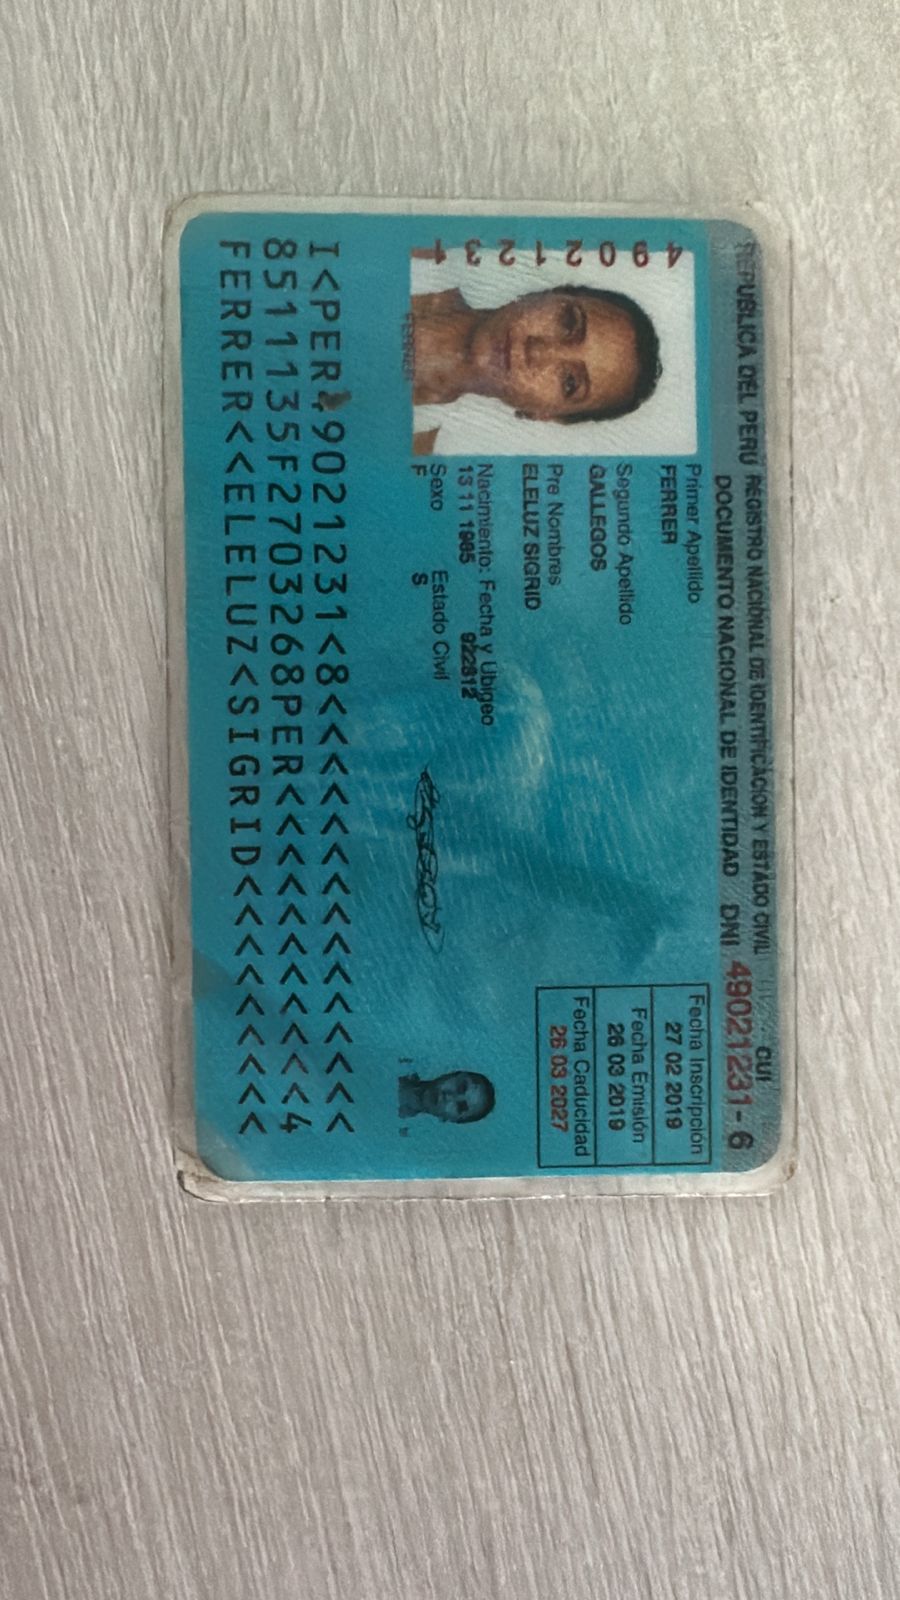 REPUBLICA DEL PERU REGISTRO NACIONAL DE IDENTIFICACION Y ESTADO CIVIL
CUI
DOCUMENTO NACIONAL DE IDENTIDAD DNI 49021231 - 6
49021231
Primer Apellido
FERRER
Segundo Apellido
GALLEGOS
Pre Nombres
ELELUZ SIGRID
Nacimiento: Fecha y Ubigeo
13 11 1985 922812
Sexo Estado Civil
F S
Fecha Inscripción
27 02 2019
Fecha Emisión
26 03 2019
Fecha Caducidad
26 03 2027
I<PER49021231<8<<<<<<<<<<<<<<<
8511135F2703268PER<<<<<<<<<<<4
FERRER<<ELELUZ<SIGRID<<<<<<<<<